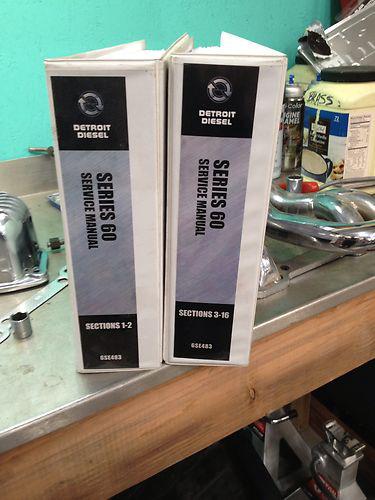 DETROIT
DIESEL
SERIES 60
SERVICE MANUAL
SECTIONS 1-2
6SE483
DETROIT
DIESEL
SERIES 60
SERVICE MANUAL
SECTIONS 3-16
6SE483
BRASS